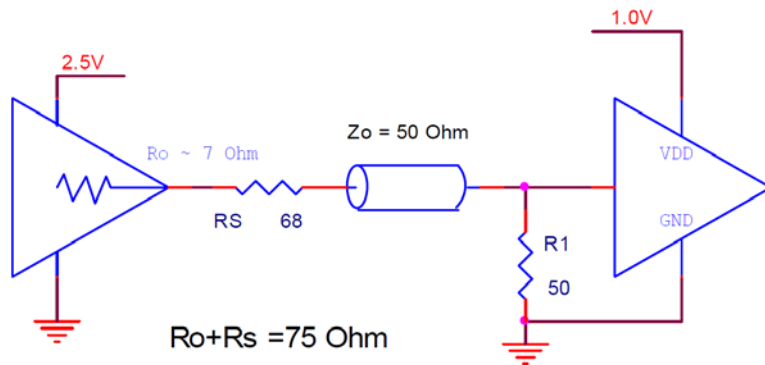 1.0V
2.5V
Zo = 50 Ohm
Ro ~ 7 Ohm
VDD
RS 68
GND
R1
50
Ro+Rs =75 Ohm